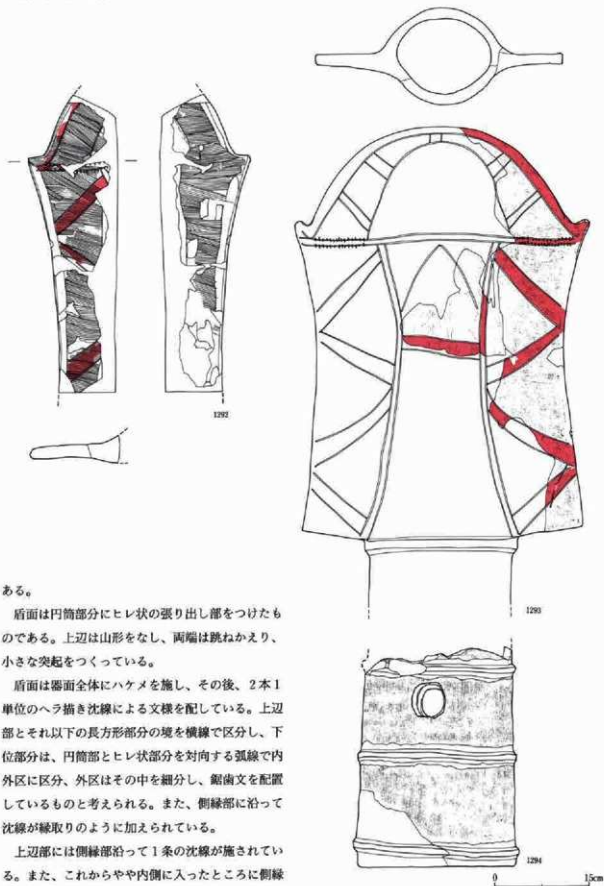 1292
1293
ある。
盾面は円筒部分にヒレ状の張り出し部をつけたも
のである。上辺は山形をなし、両端は跳ねかえり、
小さな突起をつくっている。
盾面は器面全体にハケメを施し、その後、2本1
単位のヘラ描き沈線による文様を配している。上辺
部とそれ以下の長方形部分の境を横線で区分し、下
位部分は、円筒部とヒレ状部分を対向する弧線で内
外区に区分、外区はその中を細分し、鋸歯文を配置
しているものと考えられる。また、側縁部に沿って
沈線が縁取りのように加えられている。
上辺部には側縁部沿って1条の沈線が施されてい
る。また、これからやや内側に入ったところに側縁
1294
0 15cm